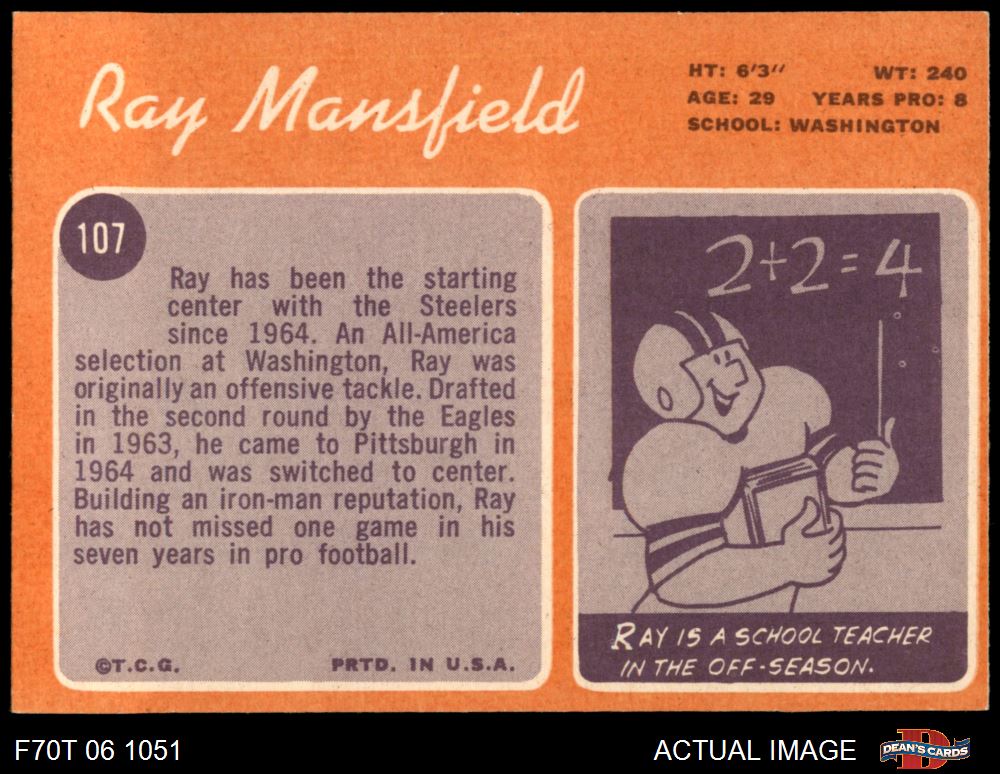 Ray Mansfield
HT: 6'3" WT: 240
AGE: 29 YEARS PRO: 8
SCHOOL: WASHINGTON
107
Ray has been the starting
center with the Steelers
since 1964. An All-America
selection at Washington, Ray was
originally an offensive tackle. Drafted
in the second round by the Eagles
in 1963, he came to Pittsburgh in
1964 and was switched to center.
Building an iron-man reputation, Ray
has not missed one game in his
seven years in pro football.
©T.C.G. PRTD. IN U.S.A.
2+2=4
RAY IS A SCHOOL TEACHER
IN THE OFF-SEASON.
F70T 06 1051 ACTUAL IMAGE
DEAN'S CARDS